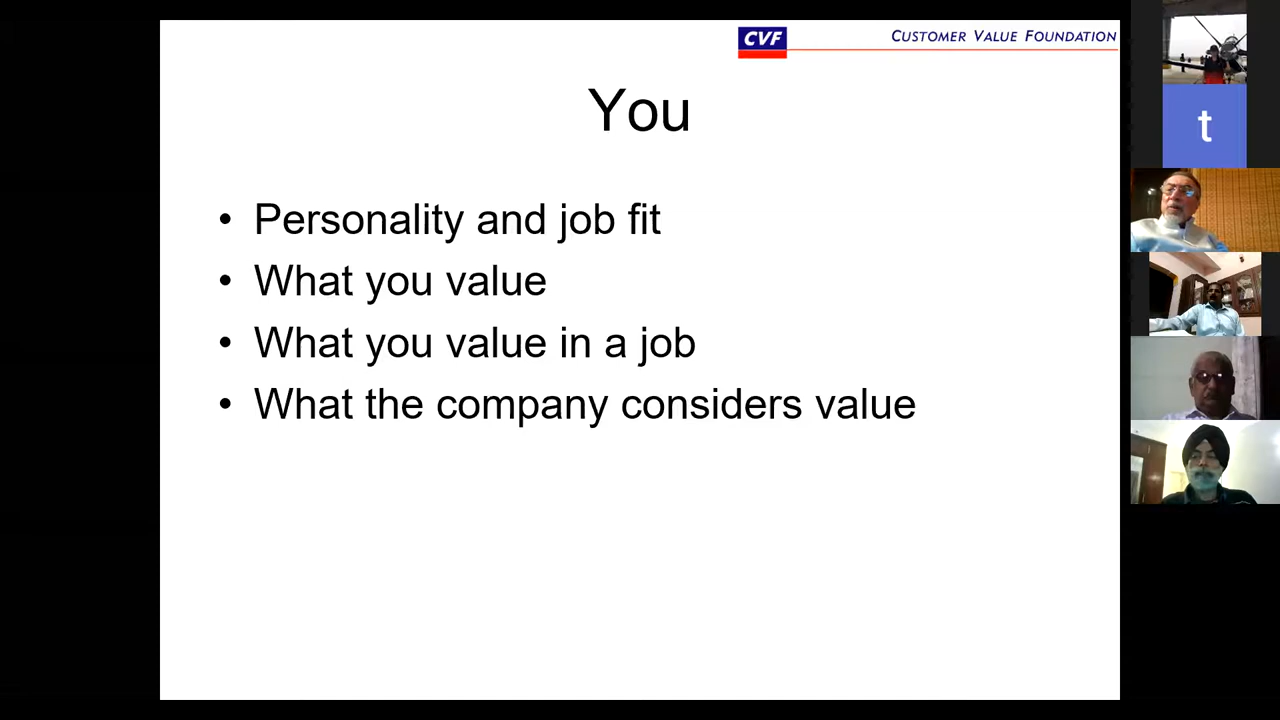 CVF
CUSTOMER VALUE FOUNDATION
You
• Personality and job fit
• What you value
• What you value in a job
• What the company considers value
t